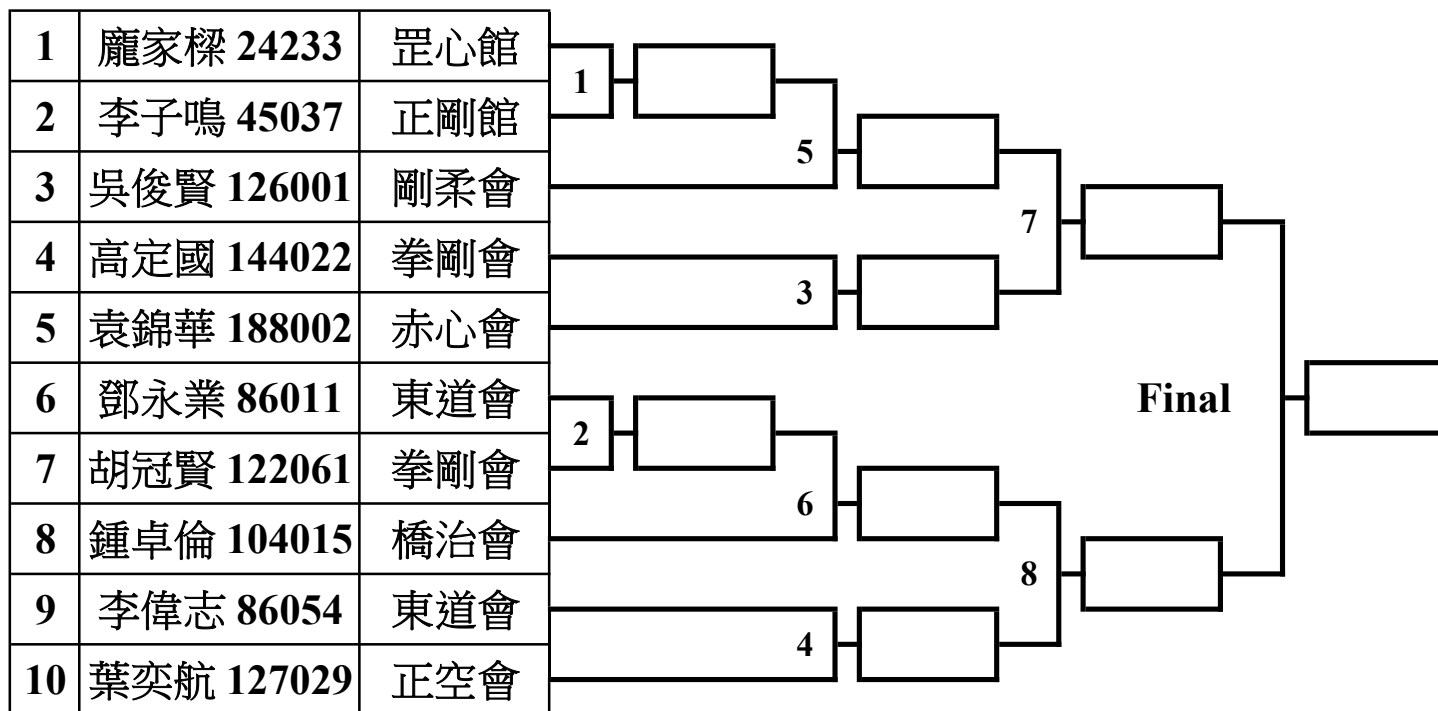 1 龐家樑 24233 罡心館
2 李子鳴 45037 正剛館
3 吳俊賢 126001 剛柔會
4 高定國 144022 拳剛會
5 袁錦華 188002 赤心會
6 鄧永業 86011 東道會
7 胡冠賢 122061 拳剛會
8 鍾卓倫 104015 橋治會
9 李偉志 86054 東道會
10 葉奕航 127029 正空會
1
5
7
3
Final
2
6
8
4